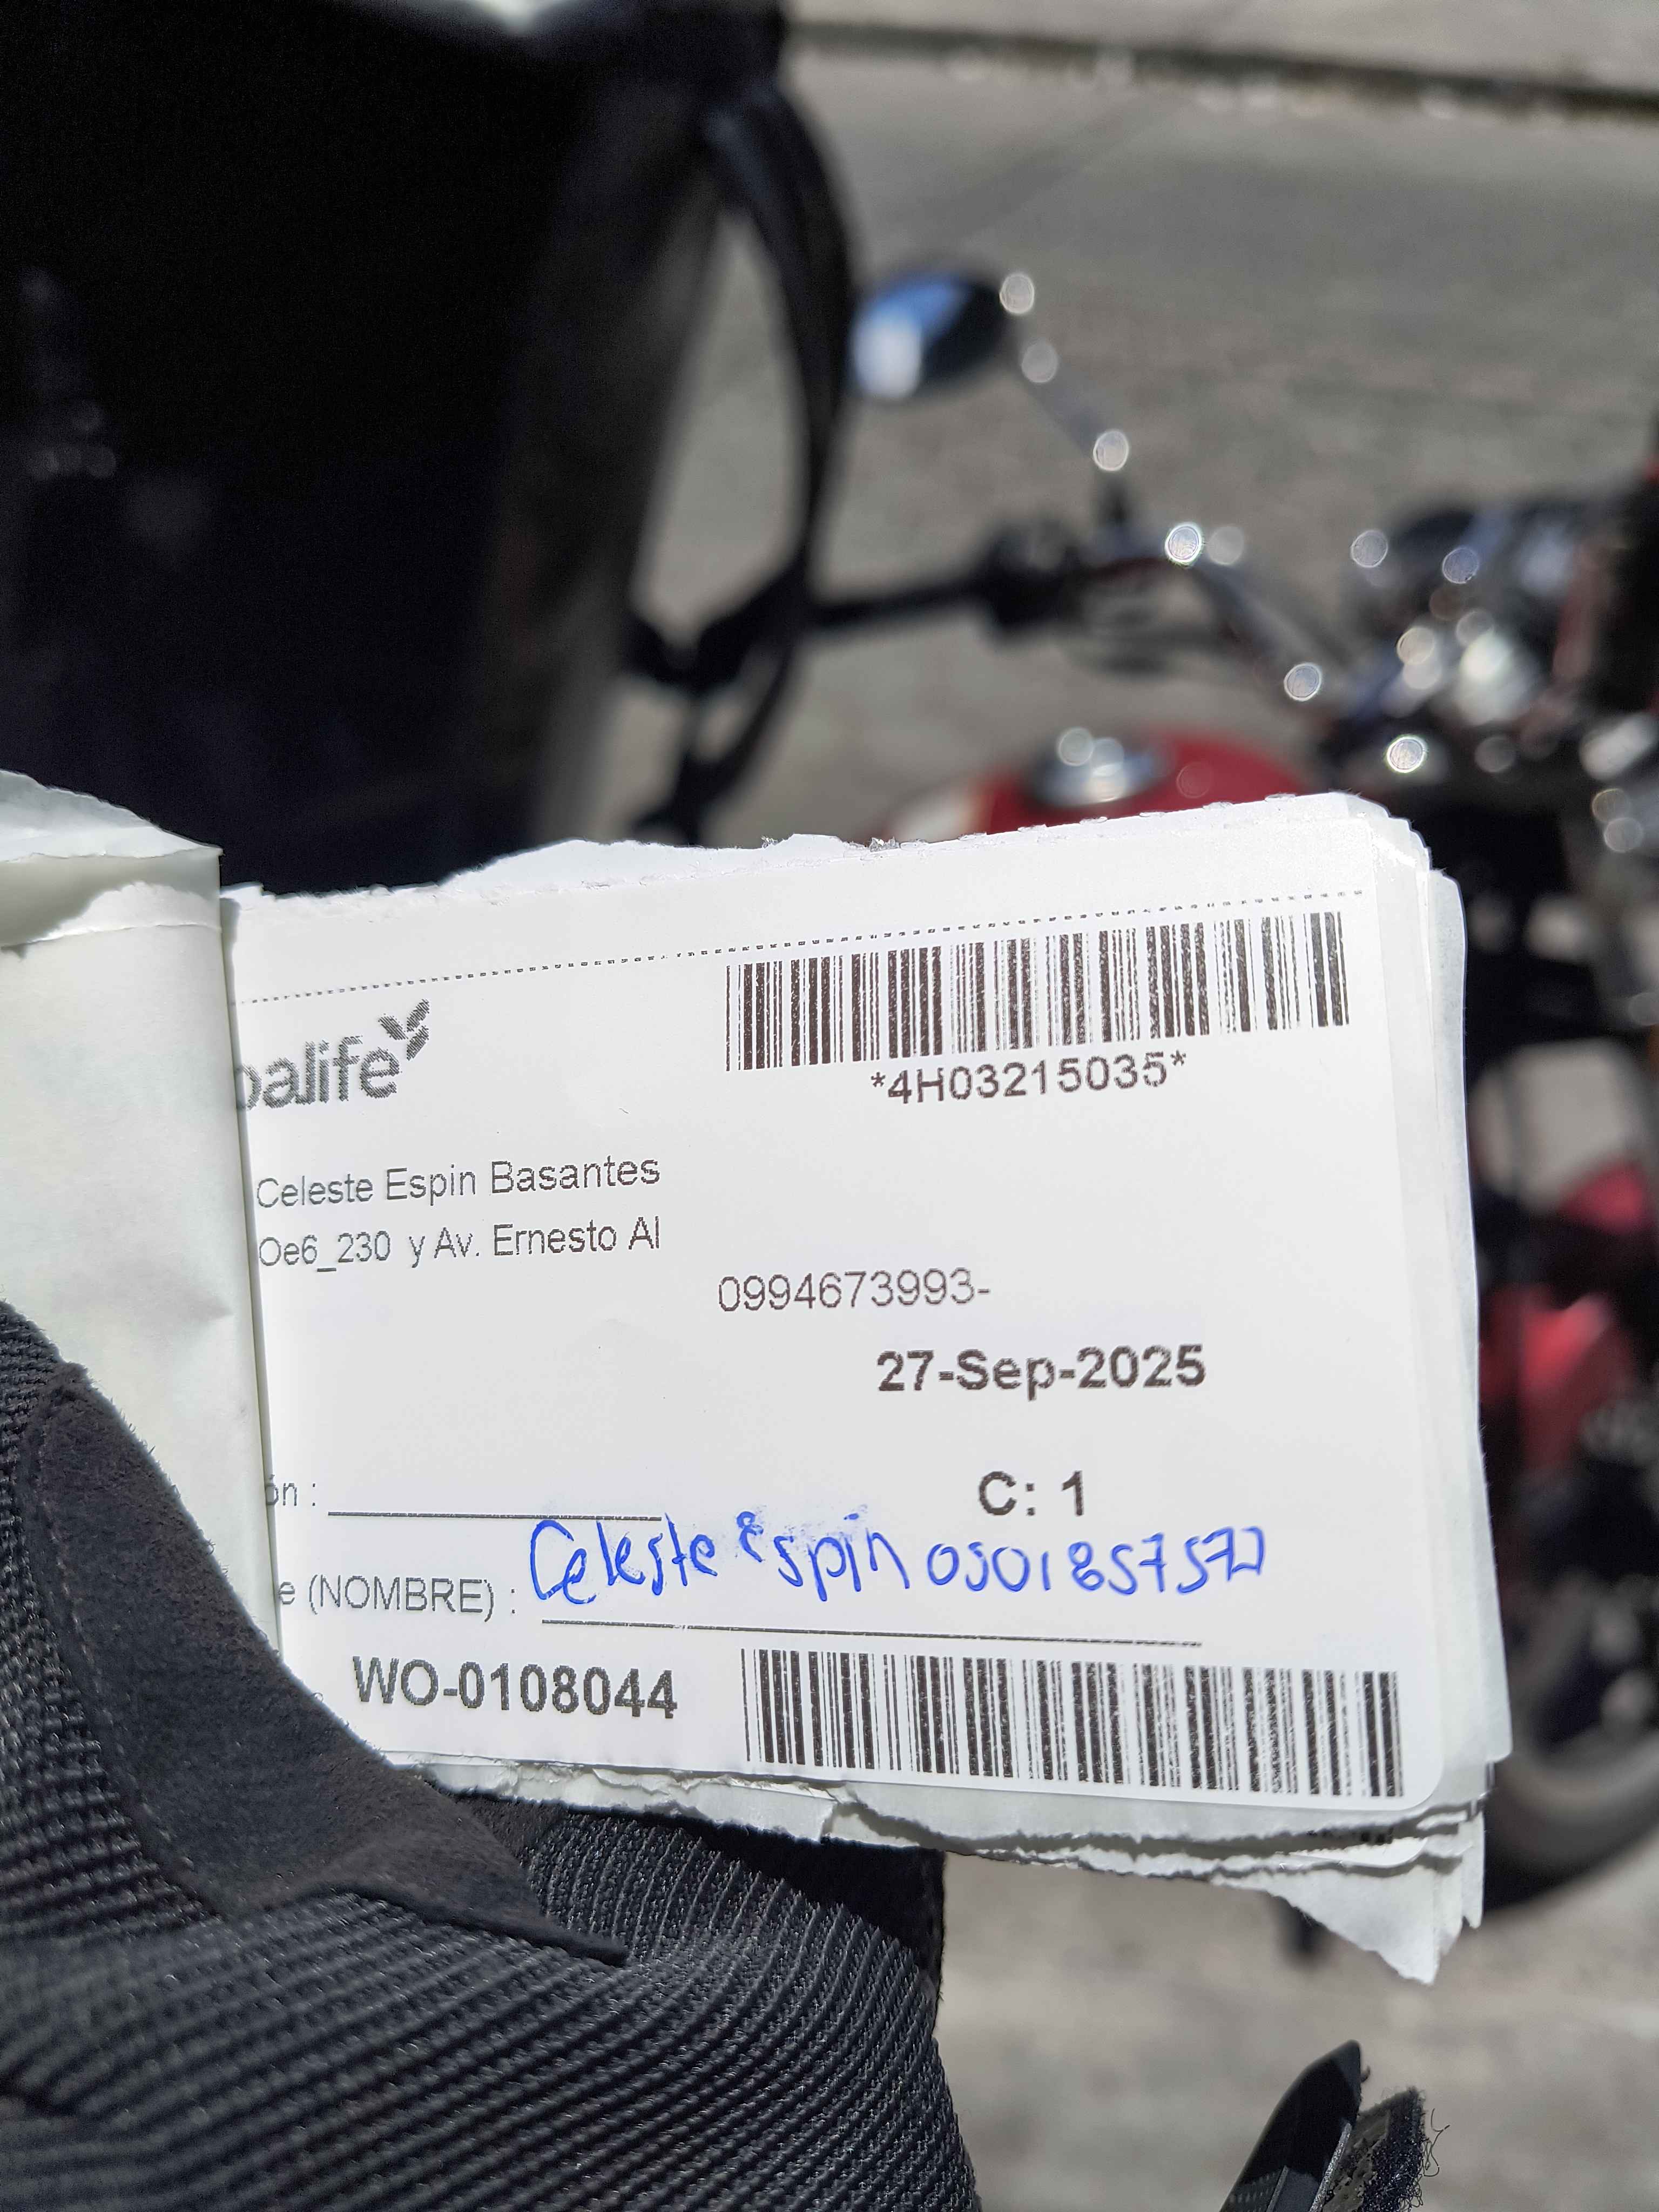 balife
*4H03215035*
Celeste Espin Basantes
Oe6_230 y Av. Ernesto Al
0994673993-
27-Sep-2025
ón :
C: 1
e (NOMBRE) : Celeste Espin 0501857572
WO-0108044